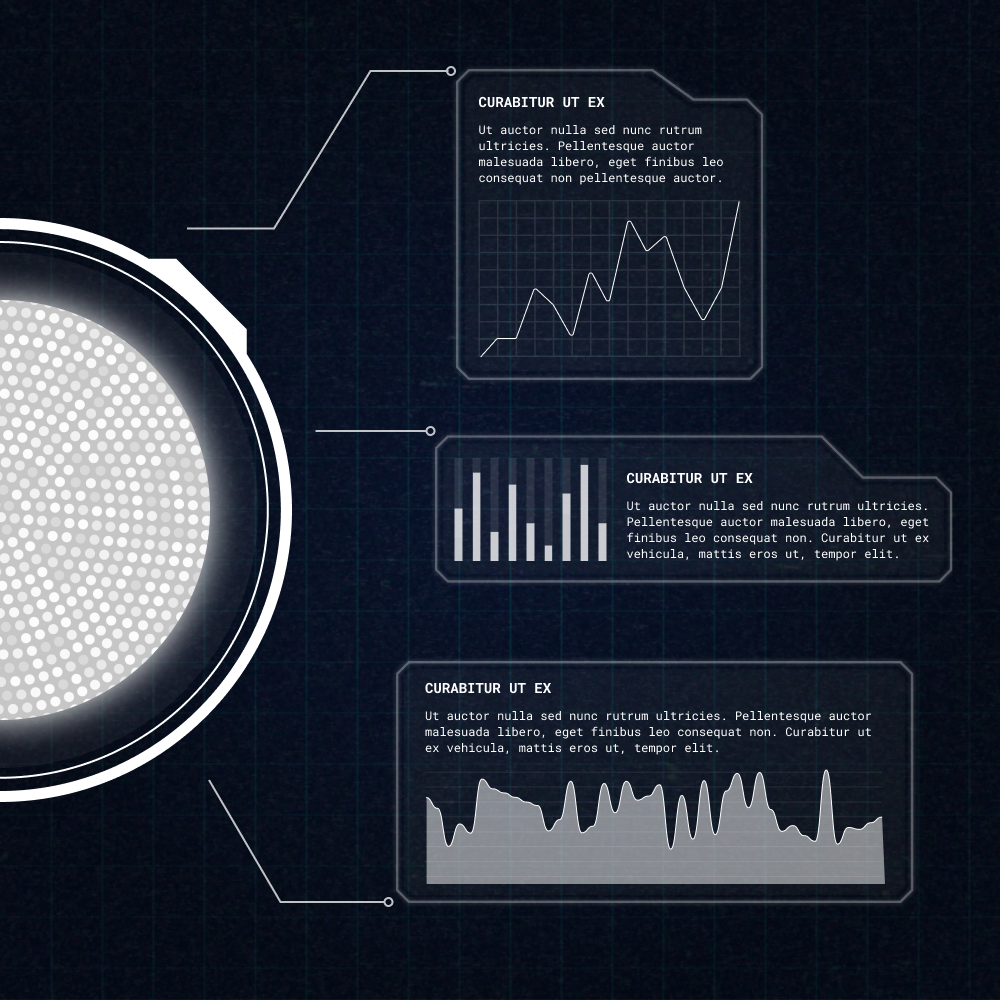 CURABITUR UT EX
Ut auctor nulla sed nunc rutrum
ultricies. Pellentesque auctor
malesuada libero, eget finibus leo
consequat non pellentesque auctor.
CURABITUR UT EX
Ut auctor nulla sed nunc rutrum ultricies.
Pellentesque auctor malesuada libero, eget
finibus leo consequat non. Curabitur ut ex
vehicula, mattis eros ut, tempor elit.
CURABITUR UT EX
Ut auctor nulla sed nunc rutrum ultricies. Pellentesque auctor
malesuada libero, eget finibus leo consequat non. Curabitur ut
ex vehicula, mattis eros ut, tempor elit.